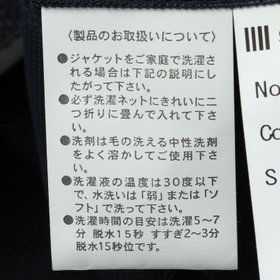 〈製品のお取扱いについて〉
●ジャケットをご家庭で洗濯さ
れる場合は下記の説明にし
たがって下さい。
●必ず洗濯ネットにきれいに二
つ折りに畳んで入れて下さ
い。
●洗剤は毛の洗える中性洗剤
をよく溶かしてご使用下さ
い。
●洗濯液の温度は30度以下
で、水洗いは「弱」または「ソ
フト」で洗って下さい。
●洗濯時間の目安は洗濯5〜7
分 脱水15秒 すすぎ2〜3分
脱水15秒位です。
S
No
Co
S